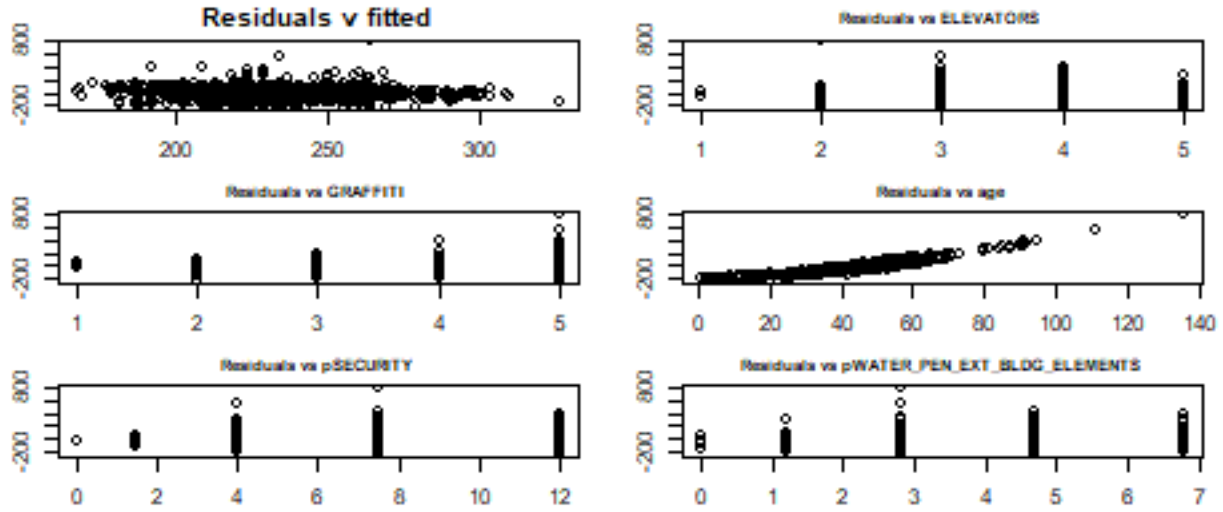 Residuals v fitted
800
-200
200 250 300
Residuals vs ELEVATORS
800
-200
1 2 3 4 5
Residuals vs GRAFFITI
800
-200
1 2 3 4 5
Residuals vs age
800
-200
0 20 40 60 80 100 120 140
Residuals vs pSECURITY
800
-200
0 2 4 6 8 10 12
Residuals vs pWATER_PEN_EXT_BLDG_ELEMENTS
800
-200
0 1 2 3 4 5 6 7